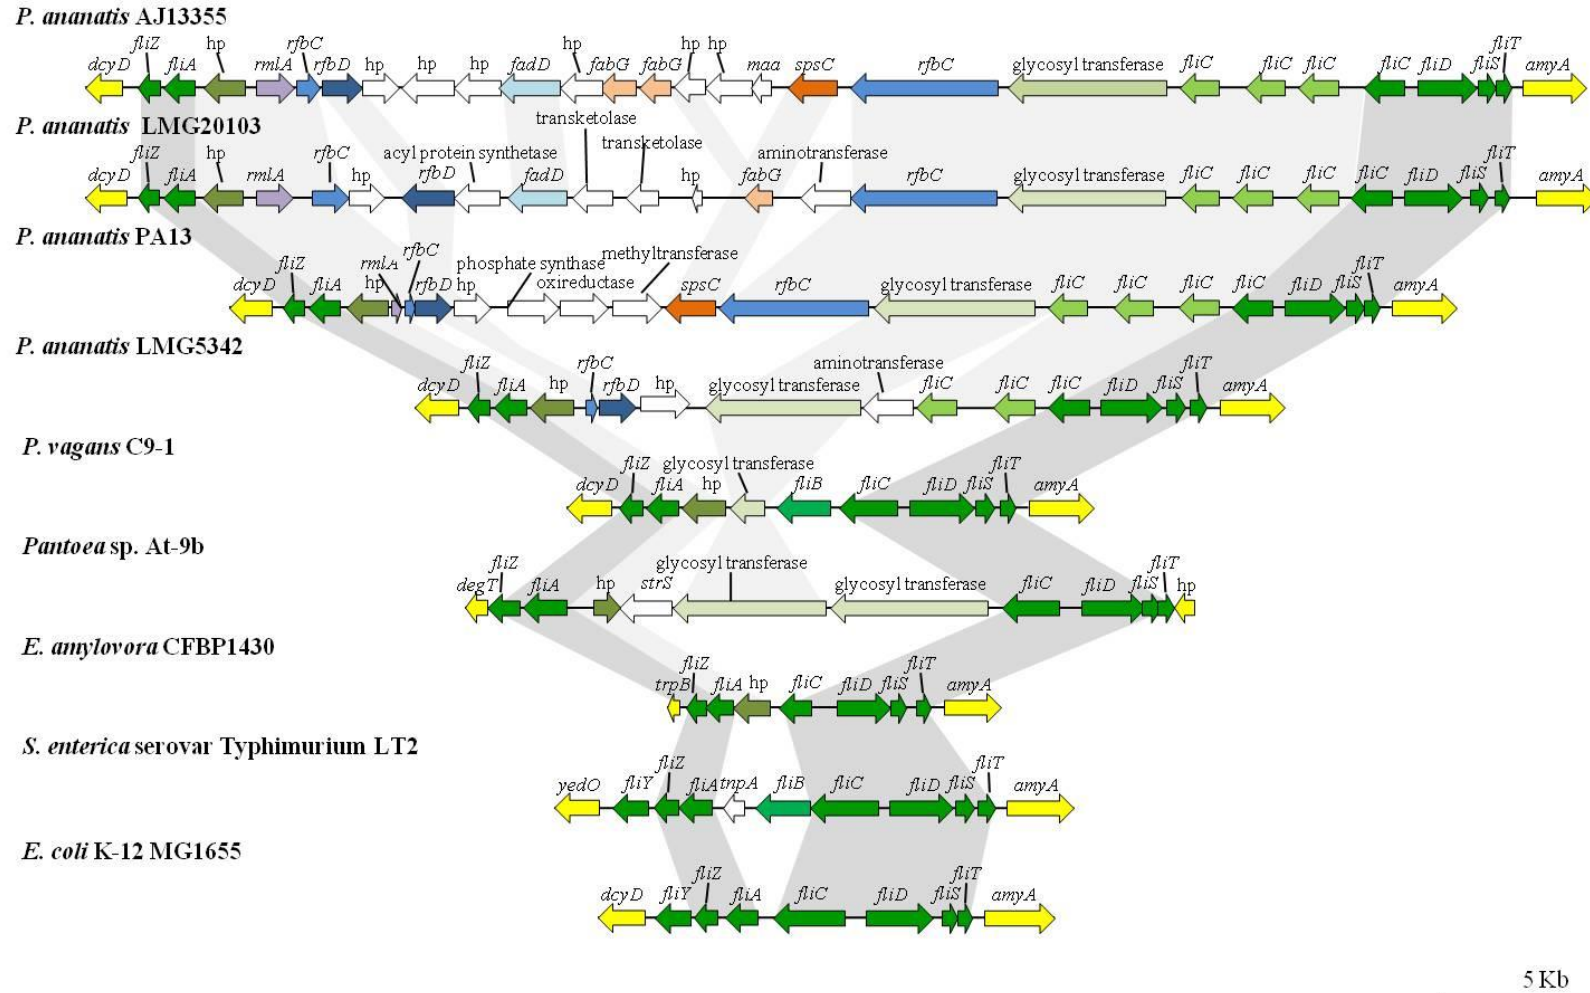 P. ananatis AJ13355
fliZ hp rfbC hp hp hp fliT
dcyD fliA rmlA rfbD hp hp hp fadD fabG fabG maa spsC rfbC glycosyl transferase fliC fliC fliC fliC fliD fliS amyA
P. ananatis LMG20103
transketolase
transketolase
fliZ hp rfbC acyl protein synthetase aminotransferase fliT
dcyD fliA rmlA hp rfbD fadD hp fabG rfbC glycosyl transferase fliC fliC fliC fliC fliD fliS amyA
P. ananatis PA13
rfbC methyltransferase
fliZ rmlA phosphate synthase fliT
dcyD fliA hp rfbD hp oxireductase spsC rfbC glycosyl transferase fliC fliC fliC fliC fliD fliS amyA
P. ananatis LMG5342
fliZ rfbC aminotransferase fliT
dcyD fliA hp rfbD hp glycosyl transferase fliC fliC fliC fliD fliS amyA
P. vagans C9-1
fliZ glycosyl transferase fliT
dcyD fliA hp fliB fliC fliD fliS amyA
Pantoea sp. At-9b
fliZ glycosyl transferase fliT
degT fliA hp strS glycosyl transferase fliC fliD fliS hp
E. amylovora CFBP1430
fliZ fliT
trpB fliA hp fliC fliD fliS amyA
S. enterica serovar Typhimurium LT2
fliZ fliT
yedO fliY fliA tnpA fliB fliC fliD fliS amyA
E. coli K-12 MG1655
fliZ fliT
dcyD fliY fliA fliC fliD fliS amyA
5 Kb